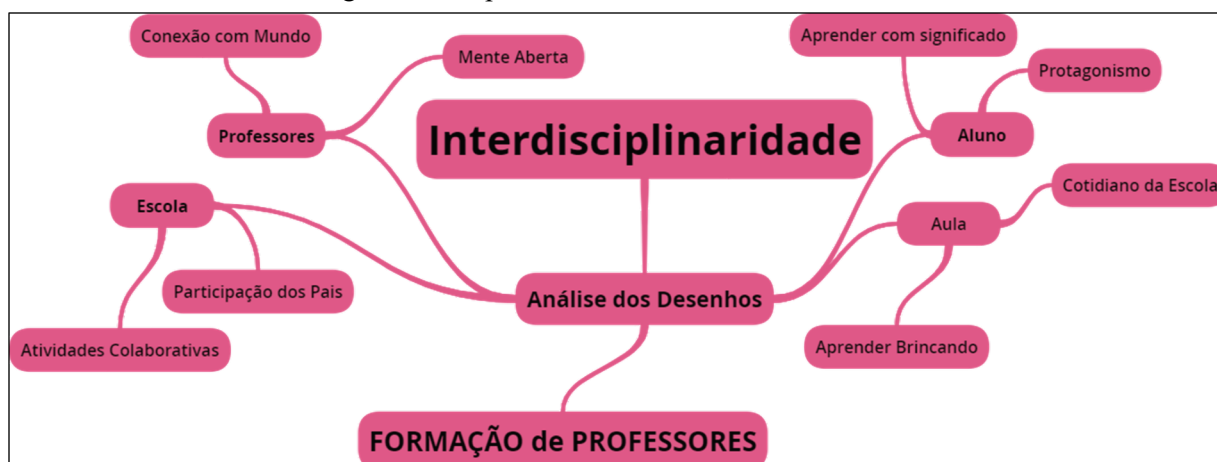 Conexão com Mundo
Mente Aberta
Professores
Interdisciplinaridade
Aprender com significado
Protagonismo
Aluno
Cotidiano da Escola
Aula
Aprender Brincando
Escola
Participação dos Pais
Atividades Colaborativas
Análise dos Desenhos
FORMAÇÃO de PROFESSORES